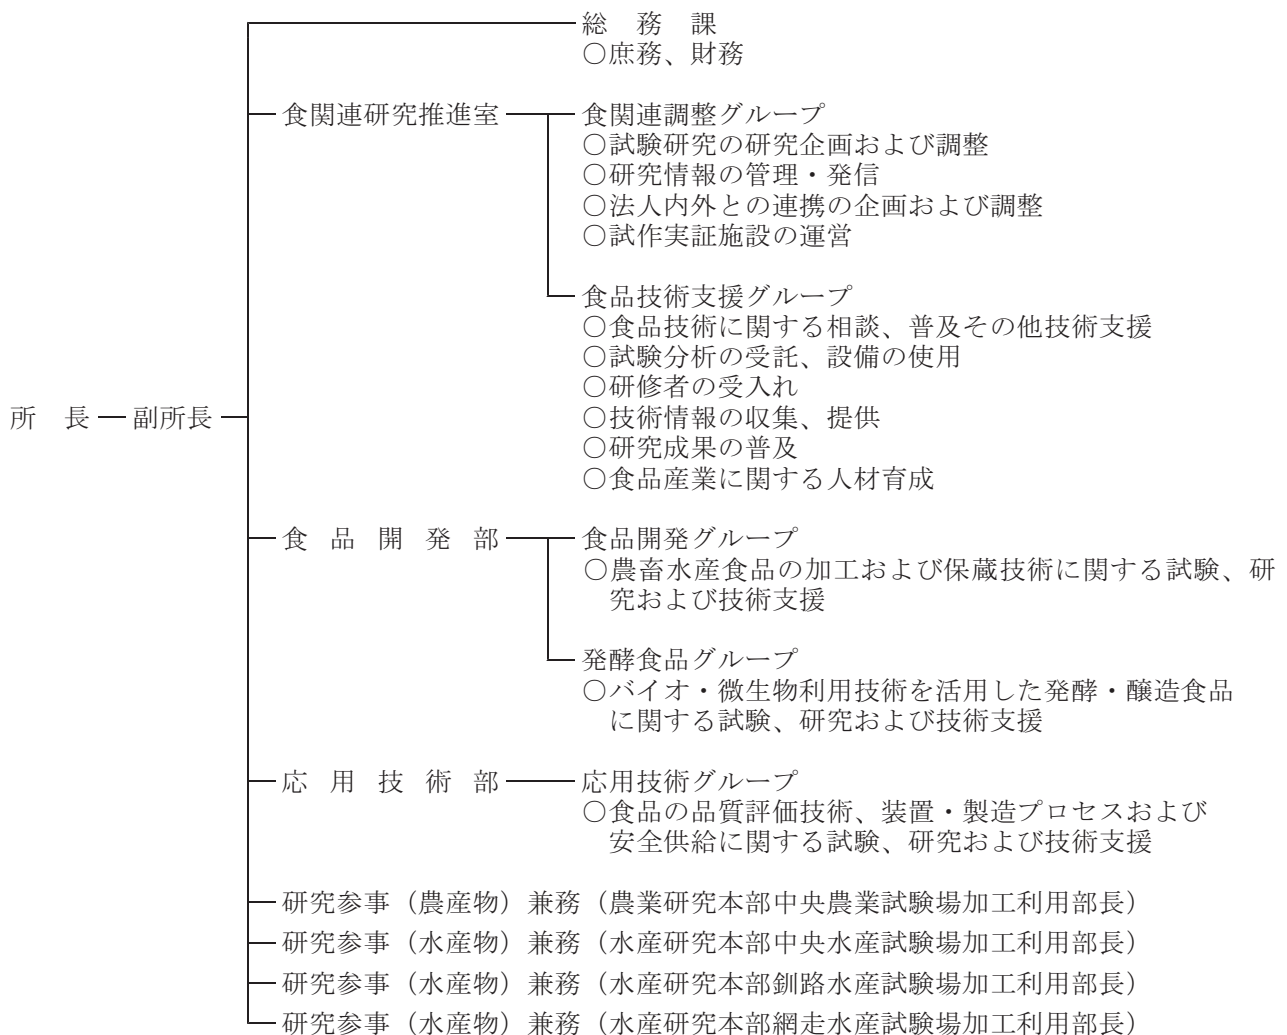 総　務　課
○庶務、財務
食関連研究推進室
食関連調整グループ
○試験研究の研究企画および調整
○研究情報の管理・発信
○法人内外との連携の企画および調整
○試作実証施設の運営
食品技術支援グループ
○食品技術に関する相談、普及その他技術支援
○試験分析の受託、設備の使用
○研修者の受入れ
所　長
副所長
○技術情報の収集、提供
○研究成果の普及
○食品産業に関する人材育成
食　品　開　発　部
食品開発グループ
○農畜水産食品の加工および保蔵技術に関する試験、研
究および技術支援
発酵食品グループ
○バイオ・微生物利用技術を活用した発酵・醸造食品
に関する試験、研究および技術支援
応　用　技　術　部
応用技術グループ
○食品の品質評価技術、装置・製造プロセスおよび
安全供給に関する試験、研究および技術支援
研究参事（農産物）兼務（農業研究本部中央農業試験場加工利用部長）
研究参事（水産物）兼務（水産研究本部中央水産試験場加工利用部長）
研究参事（水産物）兼務（水産研究本部釧路水産試験場加工利用部長）
研究参事（水産物）兼務（水産研究本部網走水産試験場加工利用部長）